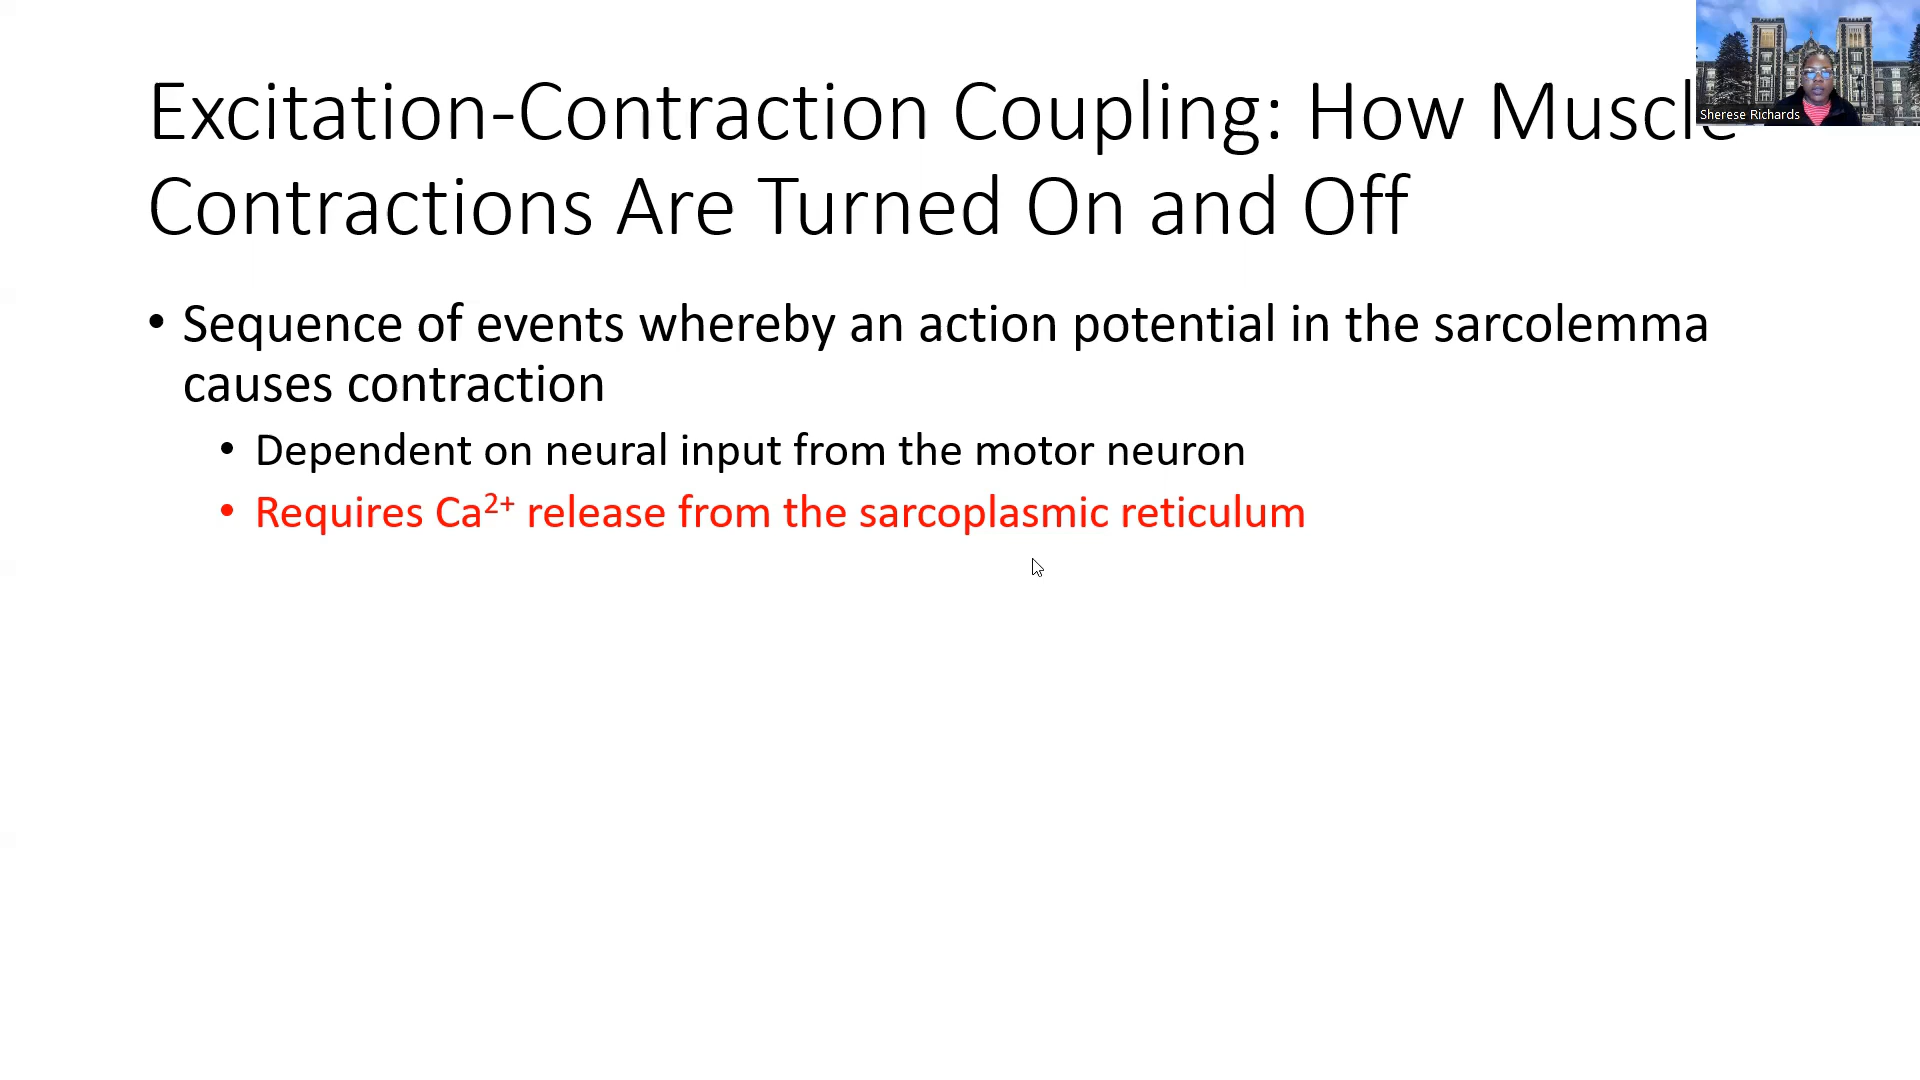 Excitation-Contraction Coupling: How Muscle
Contractions Are Turned On and Off
Sherese Richards
• Sequence of events whereby an action potential in the sarcolemma
causes contraction
• Dependent on neural input from the motor neuron
• Requires Ca²⁺ release from the sarcoplasmic reticulum